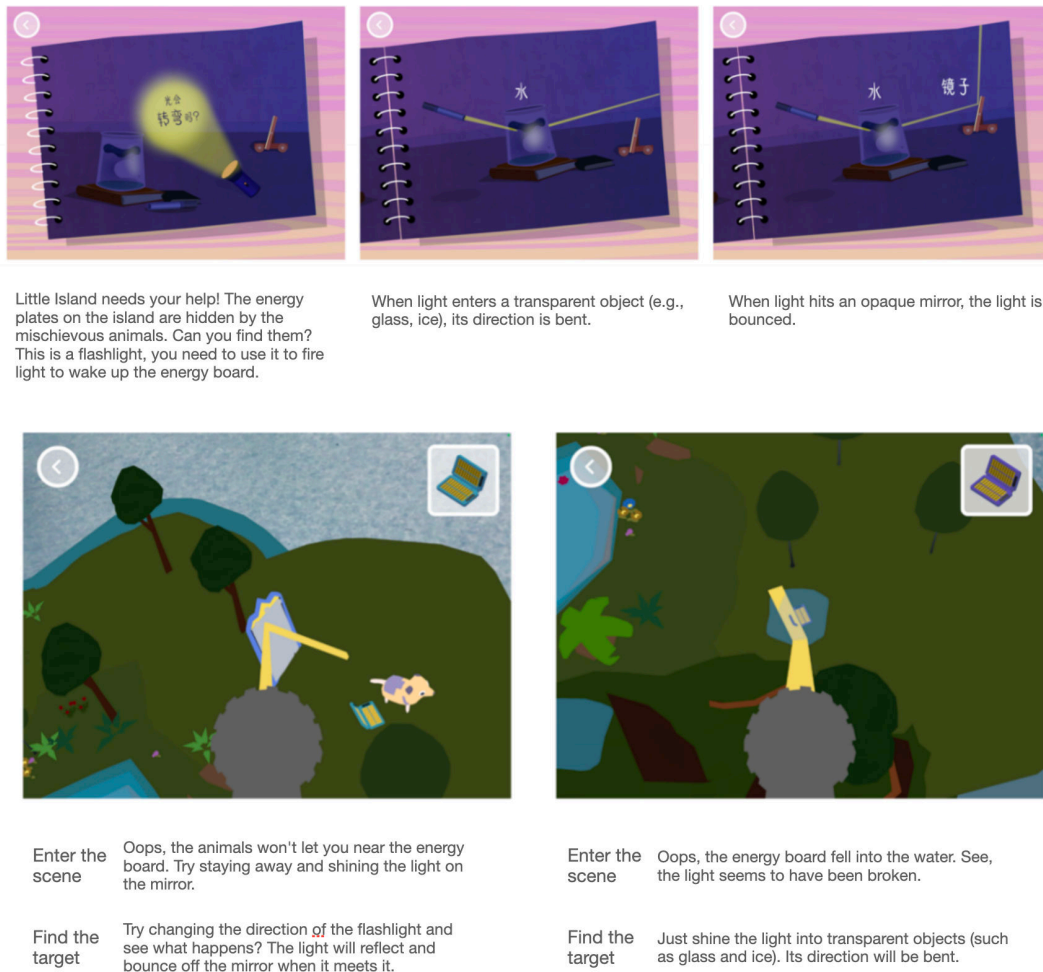 光会
转弯吗?
水
水
镜子
Little Island needs your help! The energy
plates on the island are hidden by the
mischievous animals. Can you find them?
This is a flashlight, you need to use it to fire
light to wake up the energy board.
When light enters a transparent object (e.g.,
glass, ice), its direction is bent.
When light hits an opaque mirror, the light is
bounced.
Enter the
scene
Oops, the animals won't let you near the energy
board. Try staying away and shining the light on
the mirror.
Find the
target
Try changing the direction of the flashlight and
see what happens? The light will reflect and
bounce off the mirror when it meets it.
Enter the
scene
Oops, the energy board fell into the water. See,
the light seems to have been broken.
Find the
target
Just shine the light into transparent objects (such
as glass and ice). Its direction will be bent.